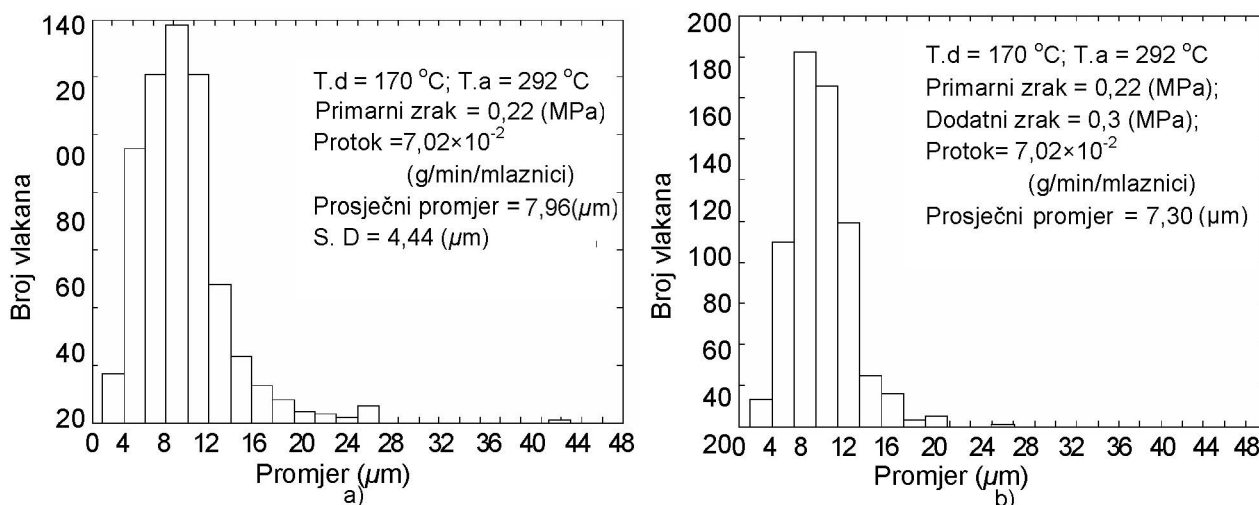 140
20
00
80
60
40
20
Broj vlakana
T.d = 170 °C; T.a = 292 °C
Primarni zrak = 0,22 (MPa)
Protok =7,02×10⁻²
(g/min/mlaznici)
Prosječni promjer = 7,96(µm)
S. D = 4,44 (µm)
0 4 8 12 16 20 24 28 32 36 40 44 48
Promjer (µm)
a)
200
180
160
140
120
100
80
60
40
200
Broj vlakana
T.d = 170 °C; T.a = 292 °C
Primarni zrak = 0,22 (MPa);
Dodatni zrak = 0,3 (MPa);
Protok= 7,02×10⁻²
(g/min/mlaznici)
Prosječni promjer = 7,30 (µm)
4 8 12 16 20 24 28 32 36 40 44 48
Promjer (µm)
b)